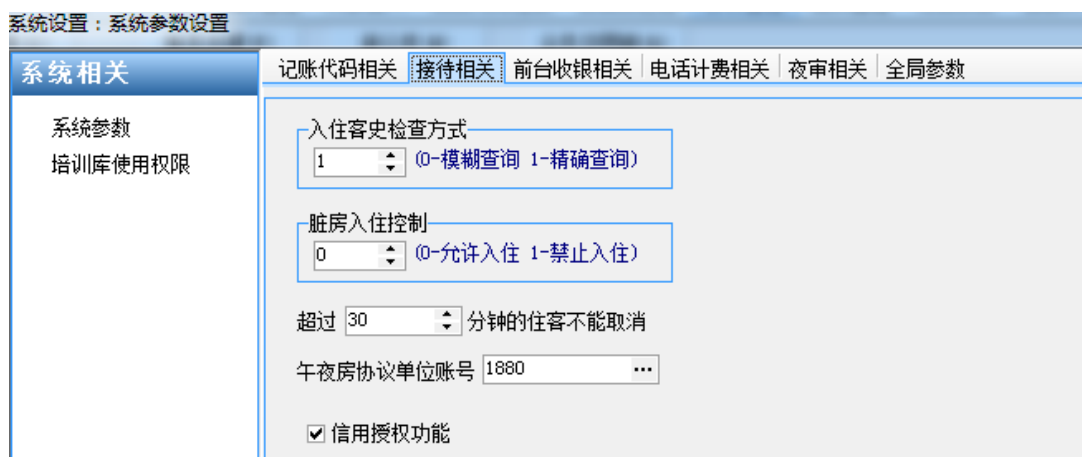 系统设置：系统参数设置
系统相关
系统参数
培训库使用权限
记账代码相关 接待相关 前台收银相关 电话计费相关 夜审相关 全局参数
入住客史检查方式
1 (0-模糊查询 1-精确查询)
脏房入住控制
0 (0-允许入住 1-禁止入住)
超过 30 分钟的住客不能取消
午夜房协议单位账号 1880 ...
信用授权功能